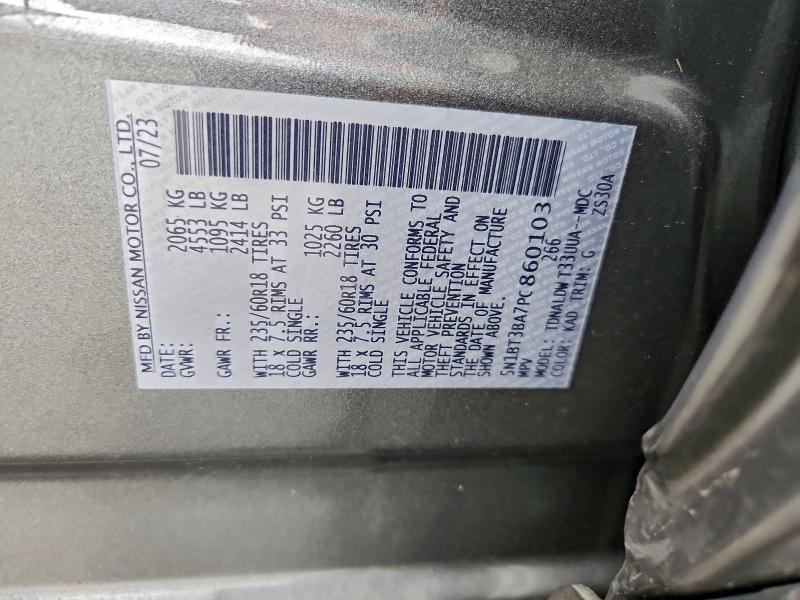 MFD BY NISSAN MOTOR CO., LTD.
DATE: 07/23
GVWR: 2065 KG
4553 LB
GAWR FR.: 1095 KG
2414 LB
WITH 235/60R18 TIRES
18 x 7.5 RIMS AT 33 PSI
COLD SINGLE
GAWR RR.: 1025 KG
2260 LB
WITH 235/60R18 TIRES
18 x 7.5 RIMS AT 30 PSI
COLD SINGLE
THIS VEHICLE CONFORMS TO
ALL APPLICABLE FEDERAL
MOTOR VEHICLE SAFETY AND
THEFT PREVENTION
STANDARDS IN EFFECT ON
THE DATE OF MANUFACTURE
SHOWN ABOVE.
5N1BT3BA7PC860103
MPV 266
MODEL: TDNALDW T33UUA--MDC
COLOR: KAD TRIM: G ZS30A